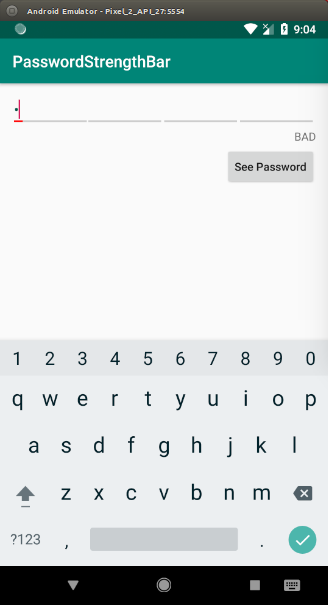 Android Emulator - Pixel_2_API_27:5554
9:04
PasswordStrengthBar
•
BAD
See Password
1 2 3 4 5 6 7 8 9 0
q w e r t y u i o p
a s d f g h j k l
z x c v b n m
?123 , .